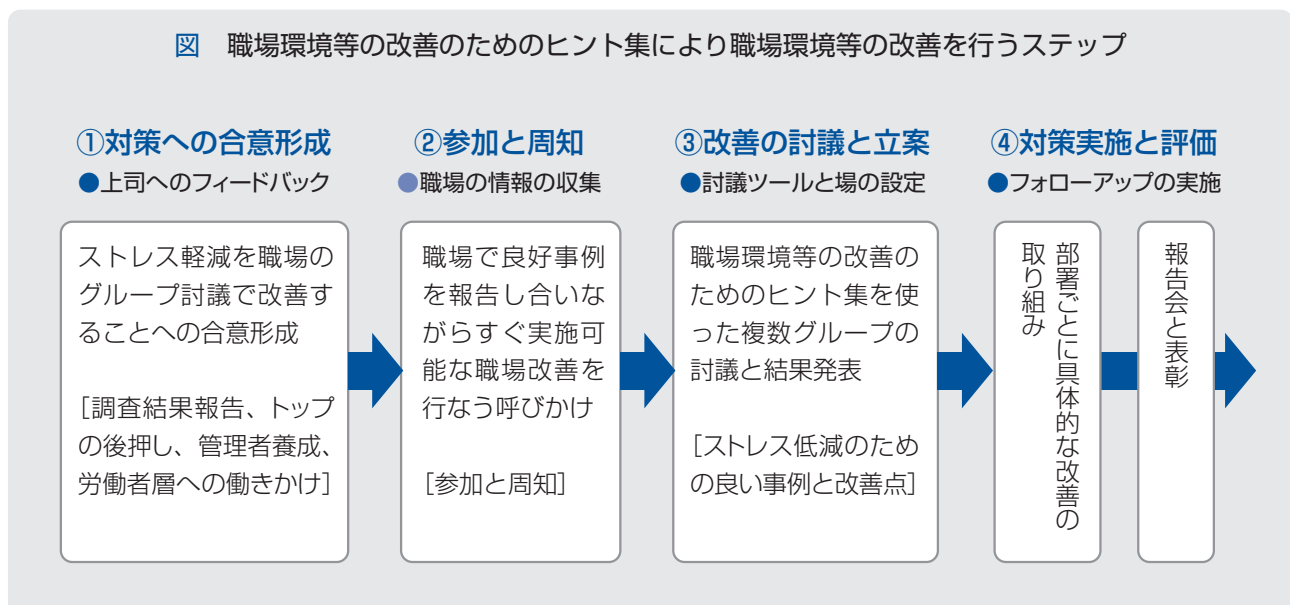 図 職場環境等の改善のためのヒント集により職場環境等の改善を行うステップ
①対策への合意形成
●上司へのフィードバック
ストレス軽減を職場の
グループ討議で改善す
ることへの合意形成
[調査結果報告、トップ
の後押し、管理者養成、
労働者層への働きかけ]
②参加と周知
●職場の情報の収集
職場で良好事例
を報告し合いな
がらすぐ実施可
能な職場改善を
行なう呼びかけ
[参加と周知]
③改善の討議と立案
●討議ツールと場の設定
職場環境等の改善の
ためのヒント集を使
った複数グループの
討議と結果発表
[ストレス低減のため
の良い事例と改善点]
④対策実施と評価
●フォローアップの実施
部署ごとに具体的な改善の
取り組み
報告会と表彰